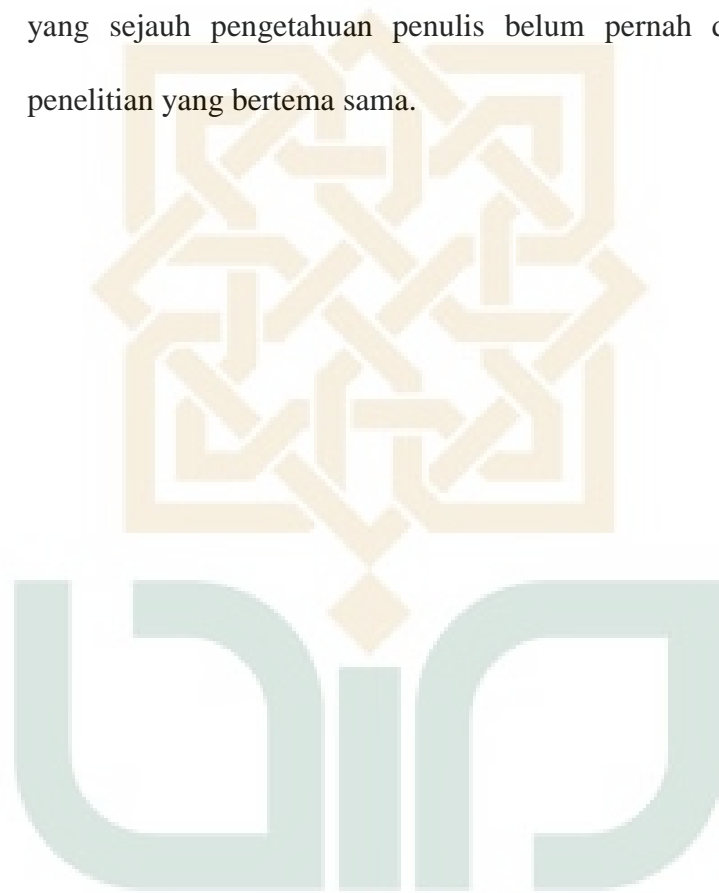 yang sejauh pengetahuan penulis belum pernah
penelitian yang bertema sama.